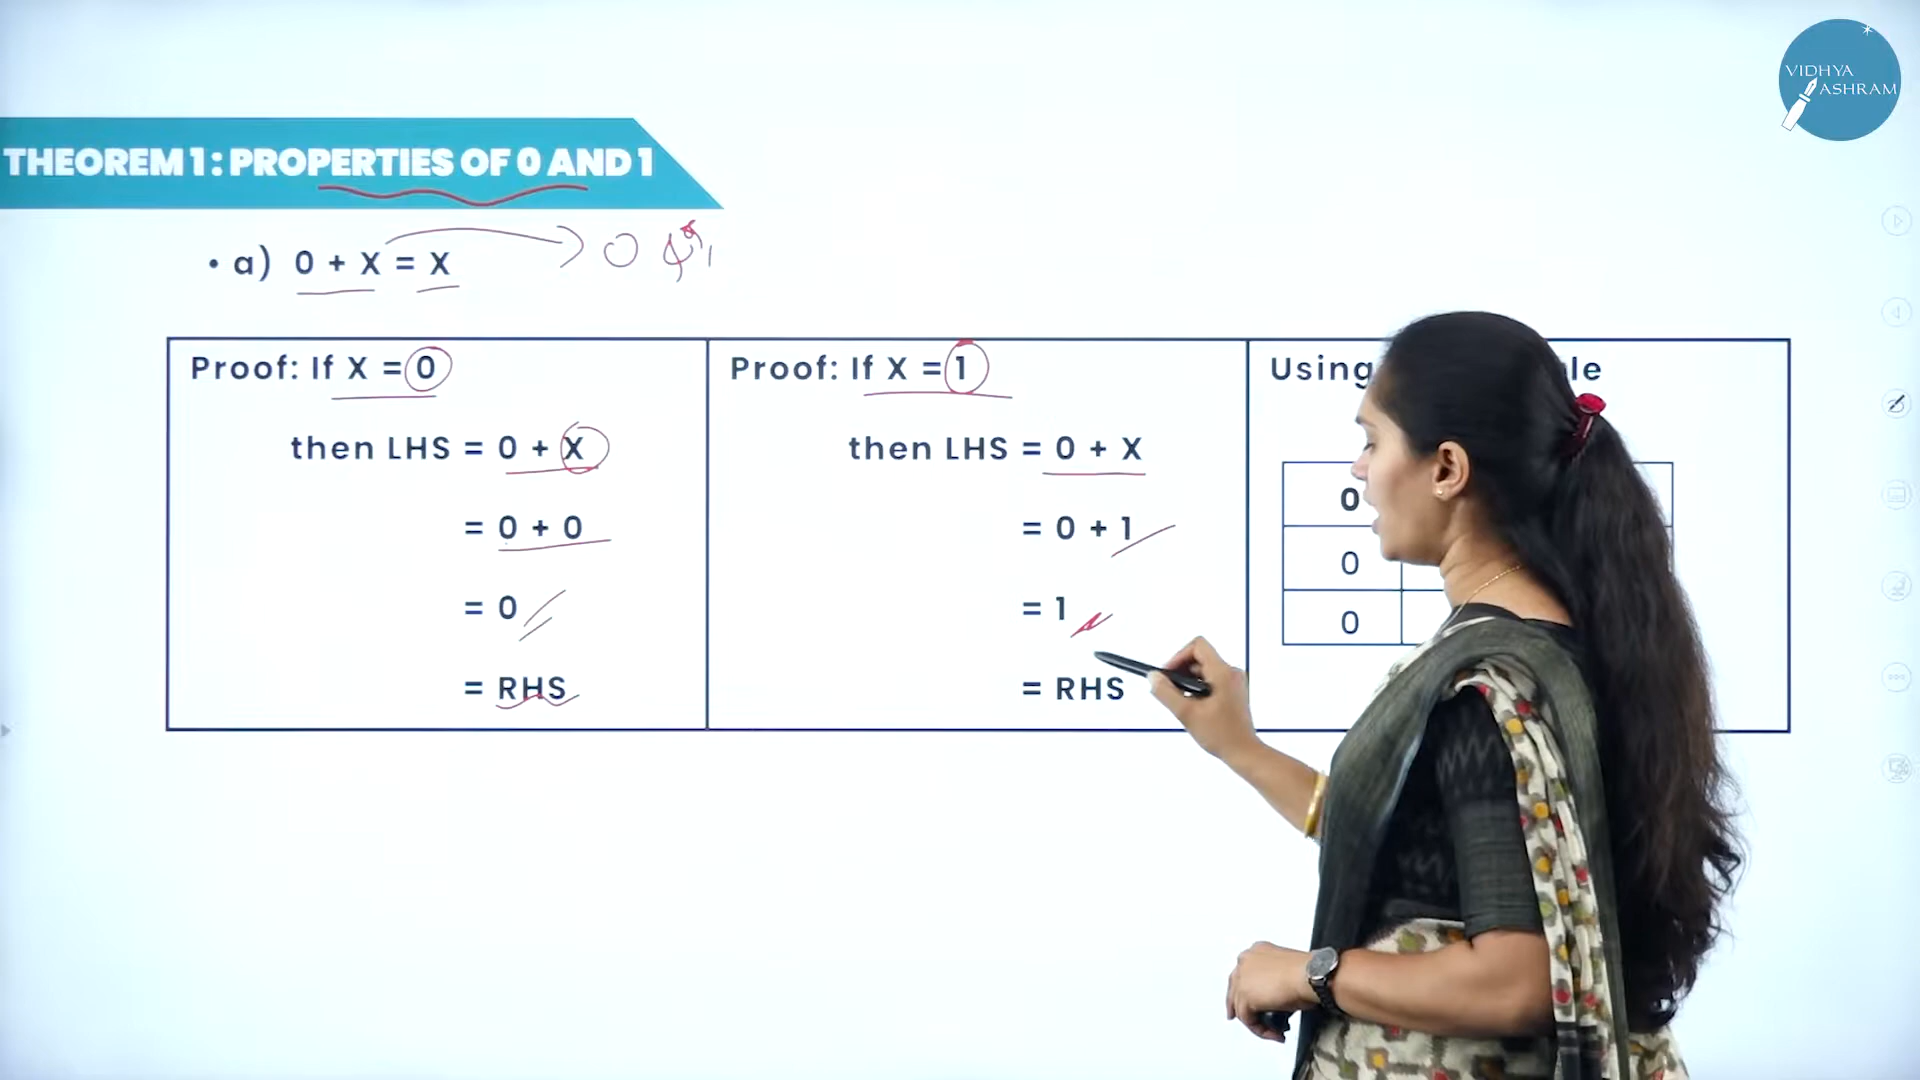 VIDHYA
ASHRAM
THEOREM 1 : PROPERTIES OF 0 AND 1
• a) 0 + X = X
0
Proof: If X = 0
then LHS = 0 + X
= 0 + 0
= 0
= RHS
Proof: If X = 1
then LHS = 0 + X
= 0 + 1
= 1
= RHS
Using
0
0
0